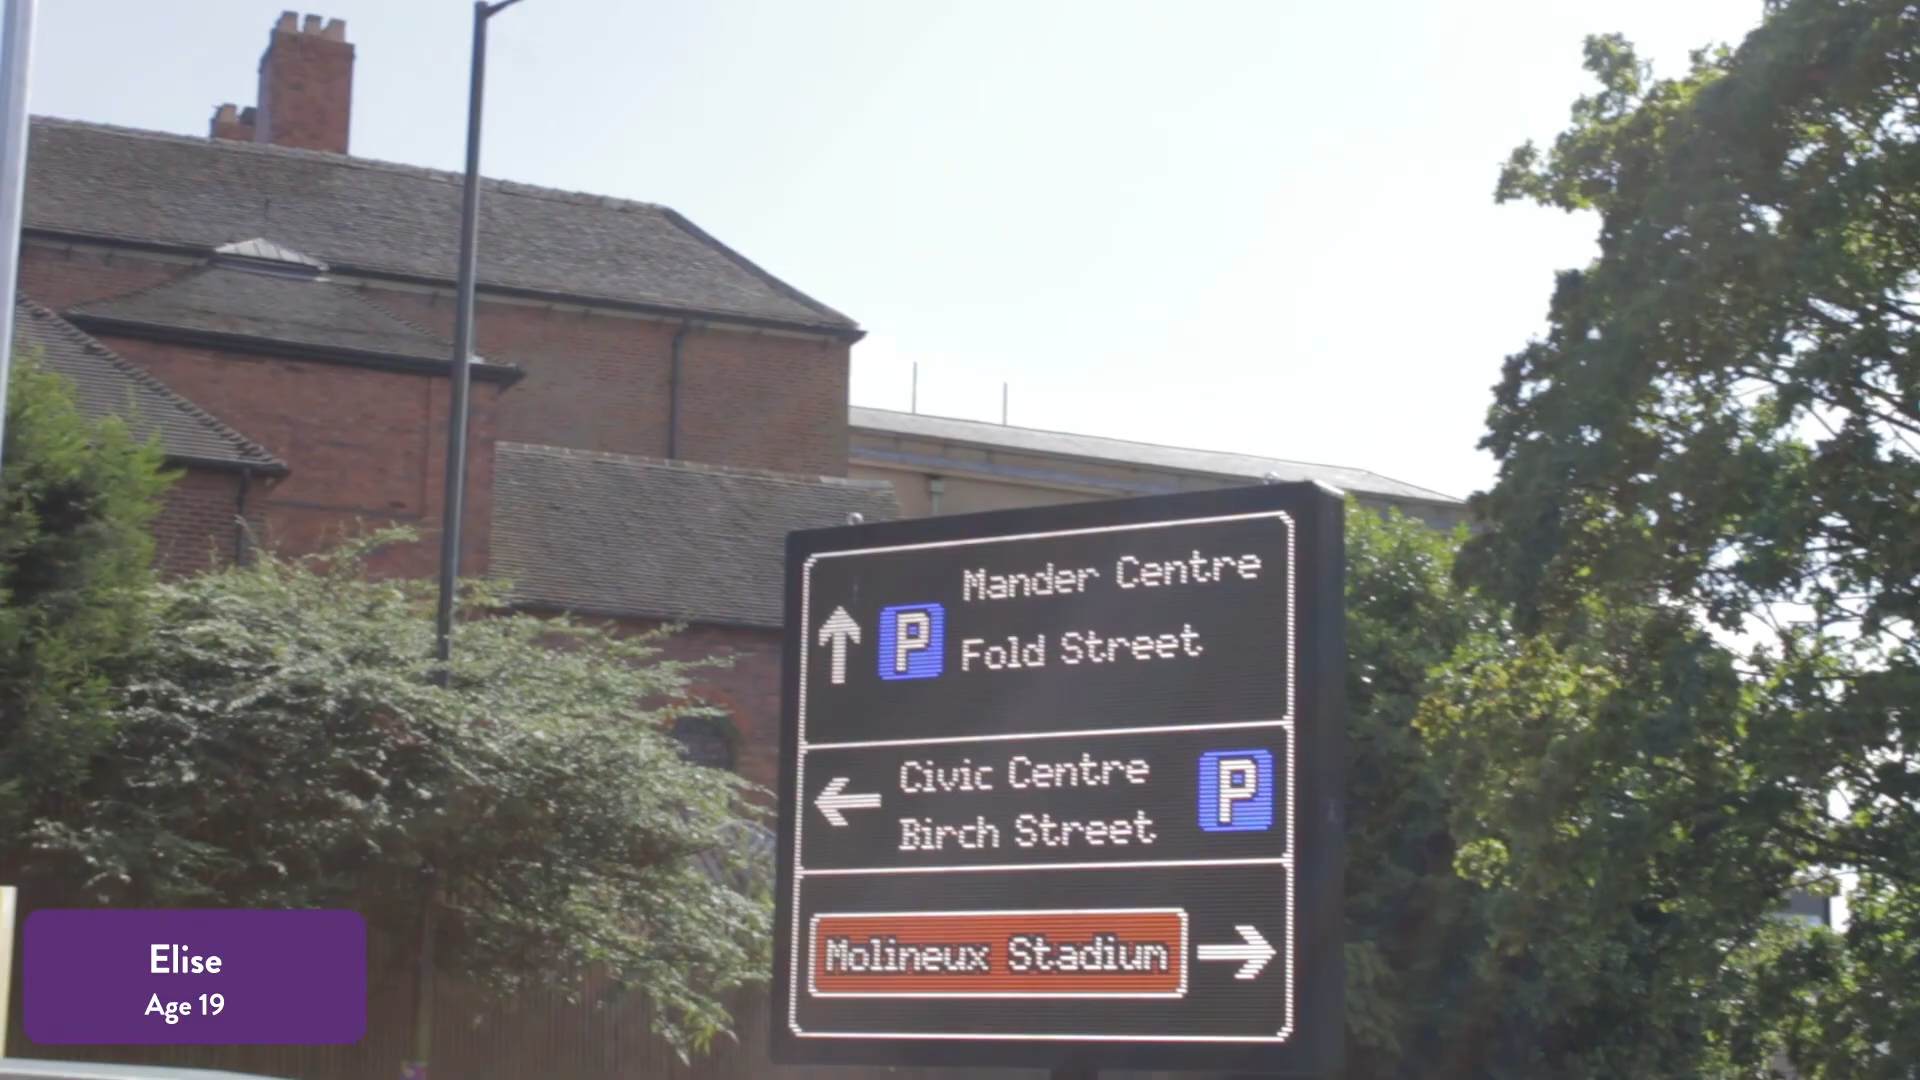 Mander Centre
P
Fold Street
Civic Centre
P
Birch Street
Molineux Stadium
Elise
Age 19